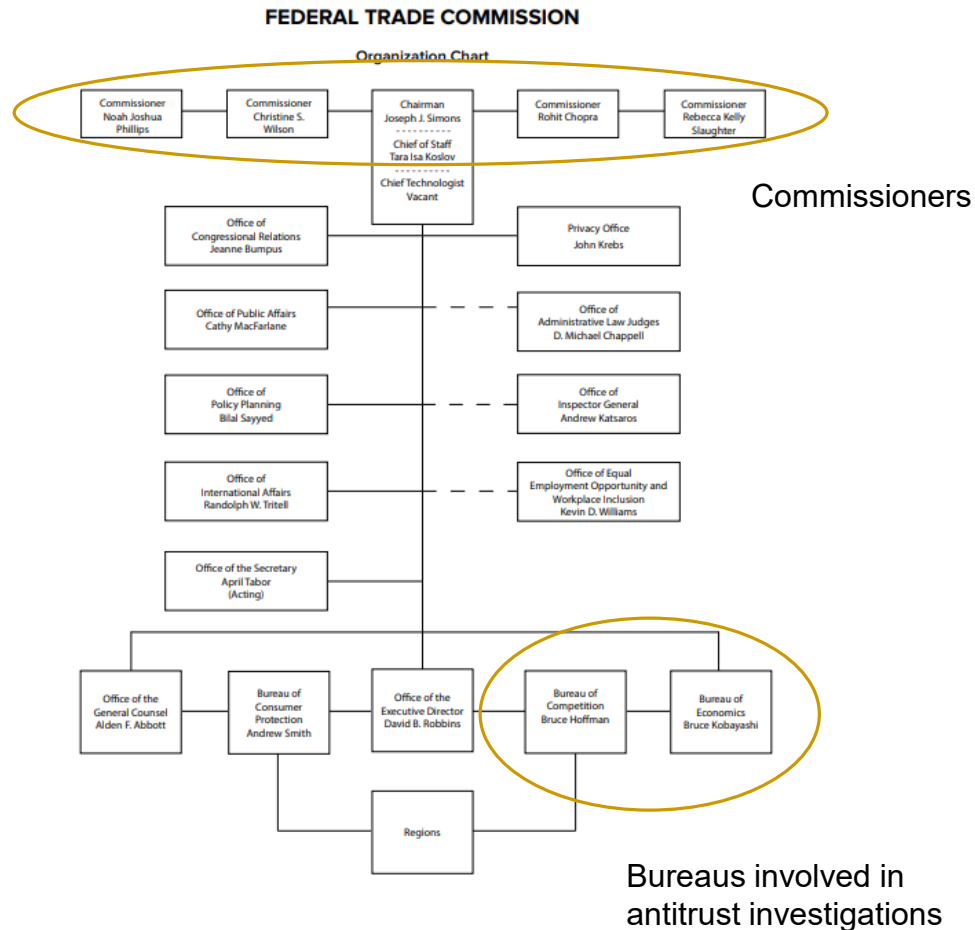 FEDERAL TRADE COMMISSION
Organization Chart
Commissioner
Noah Joshua
Phillips
Commissioner
Christine S.
Wilson
Chairman
Joseph J. Simons
----------
Chief of Staff
Tara Isa Koslov
----------
Chief Technologist
Vacant
Commissioner
Rohit Chopra
Commissioner
Rebecca Kelly
Slaughter
Commissioners
Office of
Congressional Relations
Jeanne Bumpus
Privacy Office
John Krebs
Office of Public Affairs
Cathy MacFarlane
Office of
Administrative Law Judges
D. Michael Chappell
Office of
Policy Planning
Bilal Sayyed
Office of
Inspector General
Andrew Katsaros
Office of
International Affairs
Randolph W. Tritell
Office of Equal
Employment Opportunity and
Workplace Inclusion
Kevin D. Williams
Office of the Secretary
April Tabor
(Acting)
Office of the
General Counsel
Alden F. Abbott
Bureau of
Consumer
Protection
Andrew Smith
Office of the
Executive Director
David B. Robbins
Bureau of
Competition
Bruce Hoffman
Bureau of
Economics
Bruce Kobayashi
Regions
Bureaus involved in
antitrust investigations